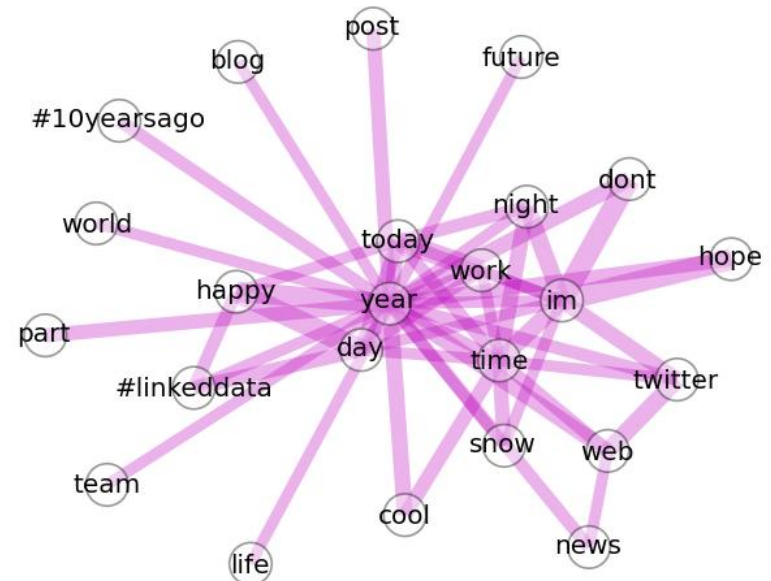 post
blog
future
#10yearsago
dont
night
world
today
hope
work
happy
year
im
part
day
time
#linkeddata
twitter
snow
web
team
cool
news
life